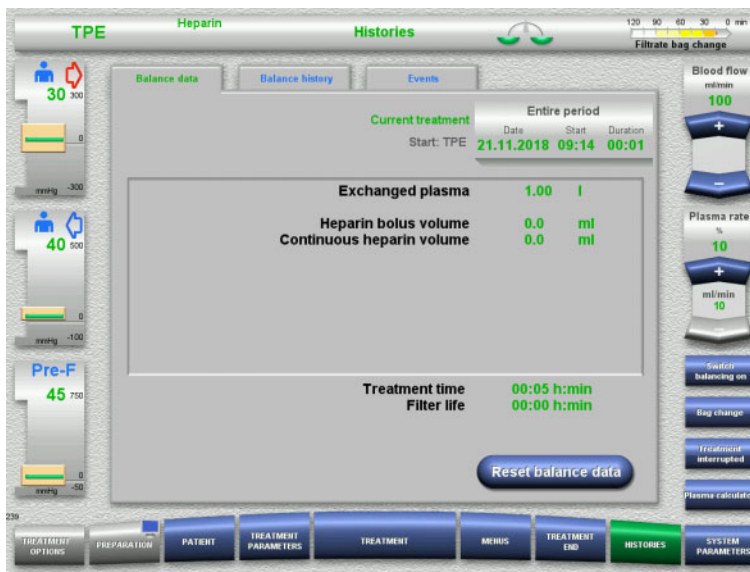 TPE
Heparin
Histories
120 90 60 30 0 min
Filtrate bag change
30 300
0
mmHg -300
40 500
0
mmHg -100
Pre-F
45 750
0
mmHg -50
Balance data
Balance history
Events
Current treatment
Entire period
Date Start Duration
Start: TPE 21.11.2018 09:14 00:01
Exchanged plasma 1.00 l
Heparin bolus volume 0.0 ml
Continuous heparin volume 0.0 ml
Treatment time 00:05 h:min
Filter life 00:00 h:min
Reset balance data
Blood flow
ml/min
100
+
–
Plasma rate
%
10
+
ml/min
10
–
Switch
balancing on
Bag change
Treatment
interrupted
Plasma calculato
239
TREATMENT
OPTIONS
PREPARATION
PATIENT
TREATMENT
PARAMETERS
TREATMENT
MENUS
TREATMENT
END
HISTORIES
SYSTEM
PARAMETERS